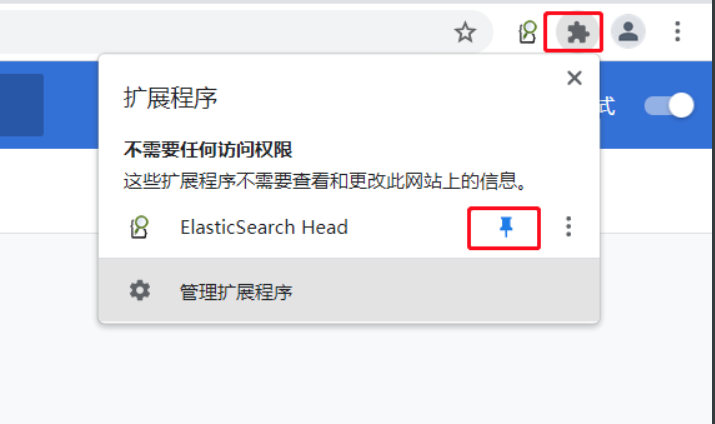 扩展程序
式
不需要任何访问权限
这些扩展程序不需要查看和更改此网站上的信息。
ElasticSearch Head
管理扩展程序